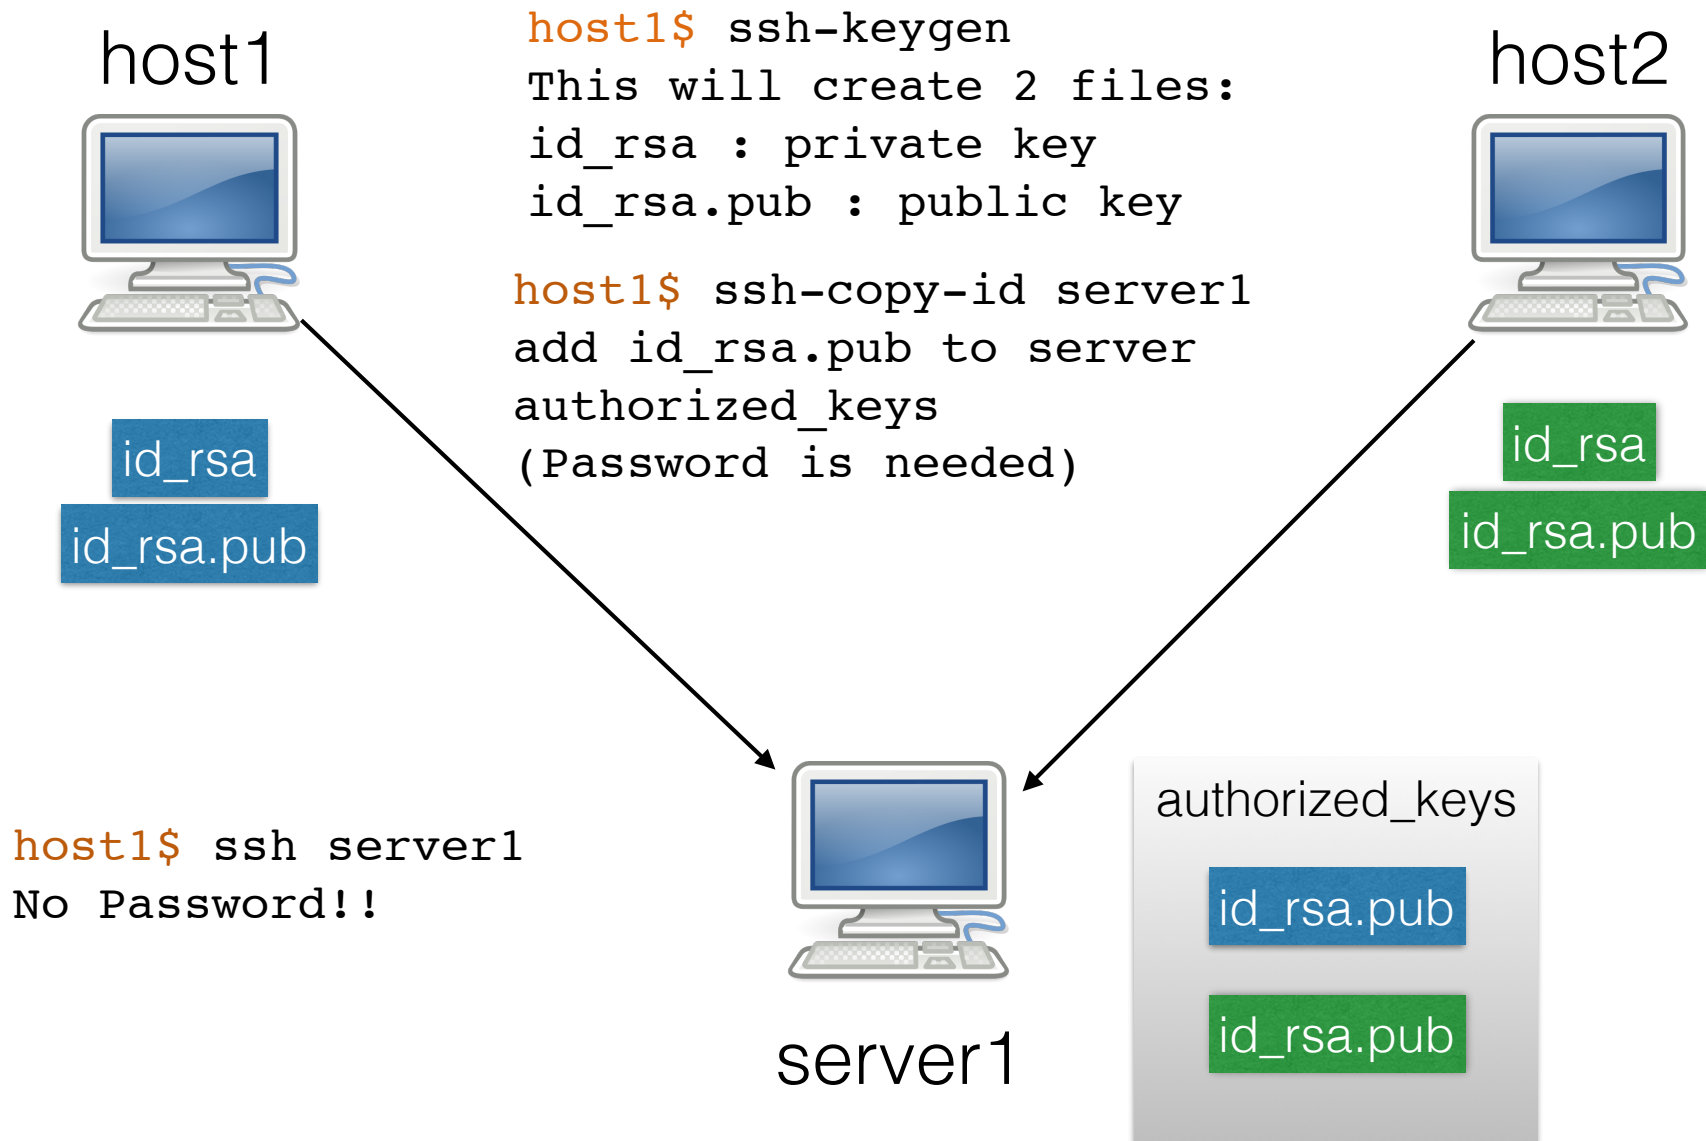 host1
host1$ ssh-keygen
This will create 2 files:
id_rsa : private key
id_rsa.pub : public key
host2
host1$ ssh-copy-id server1
add id_rsa.pub to server
authorized_keys
(Password is needed)
id_rsa
id_rsa.pub
id_rsa
id_rsa.pub
host1$ ssh server1
No Password!!
server1
authorized_keys
id_rsa.pub
id_rsa.pub